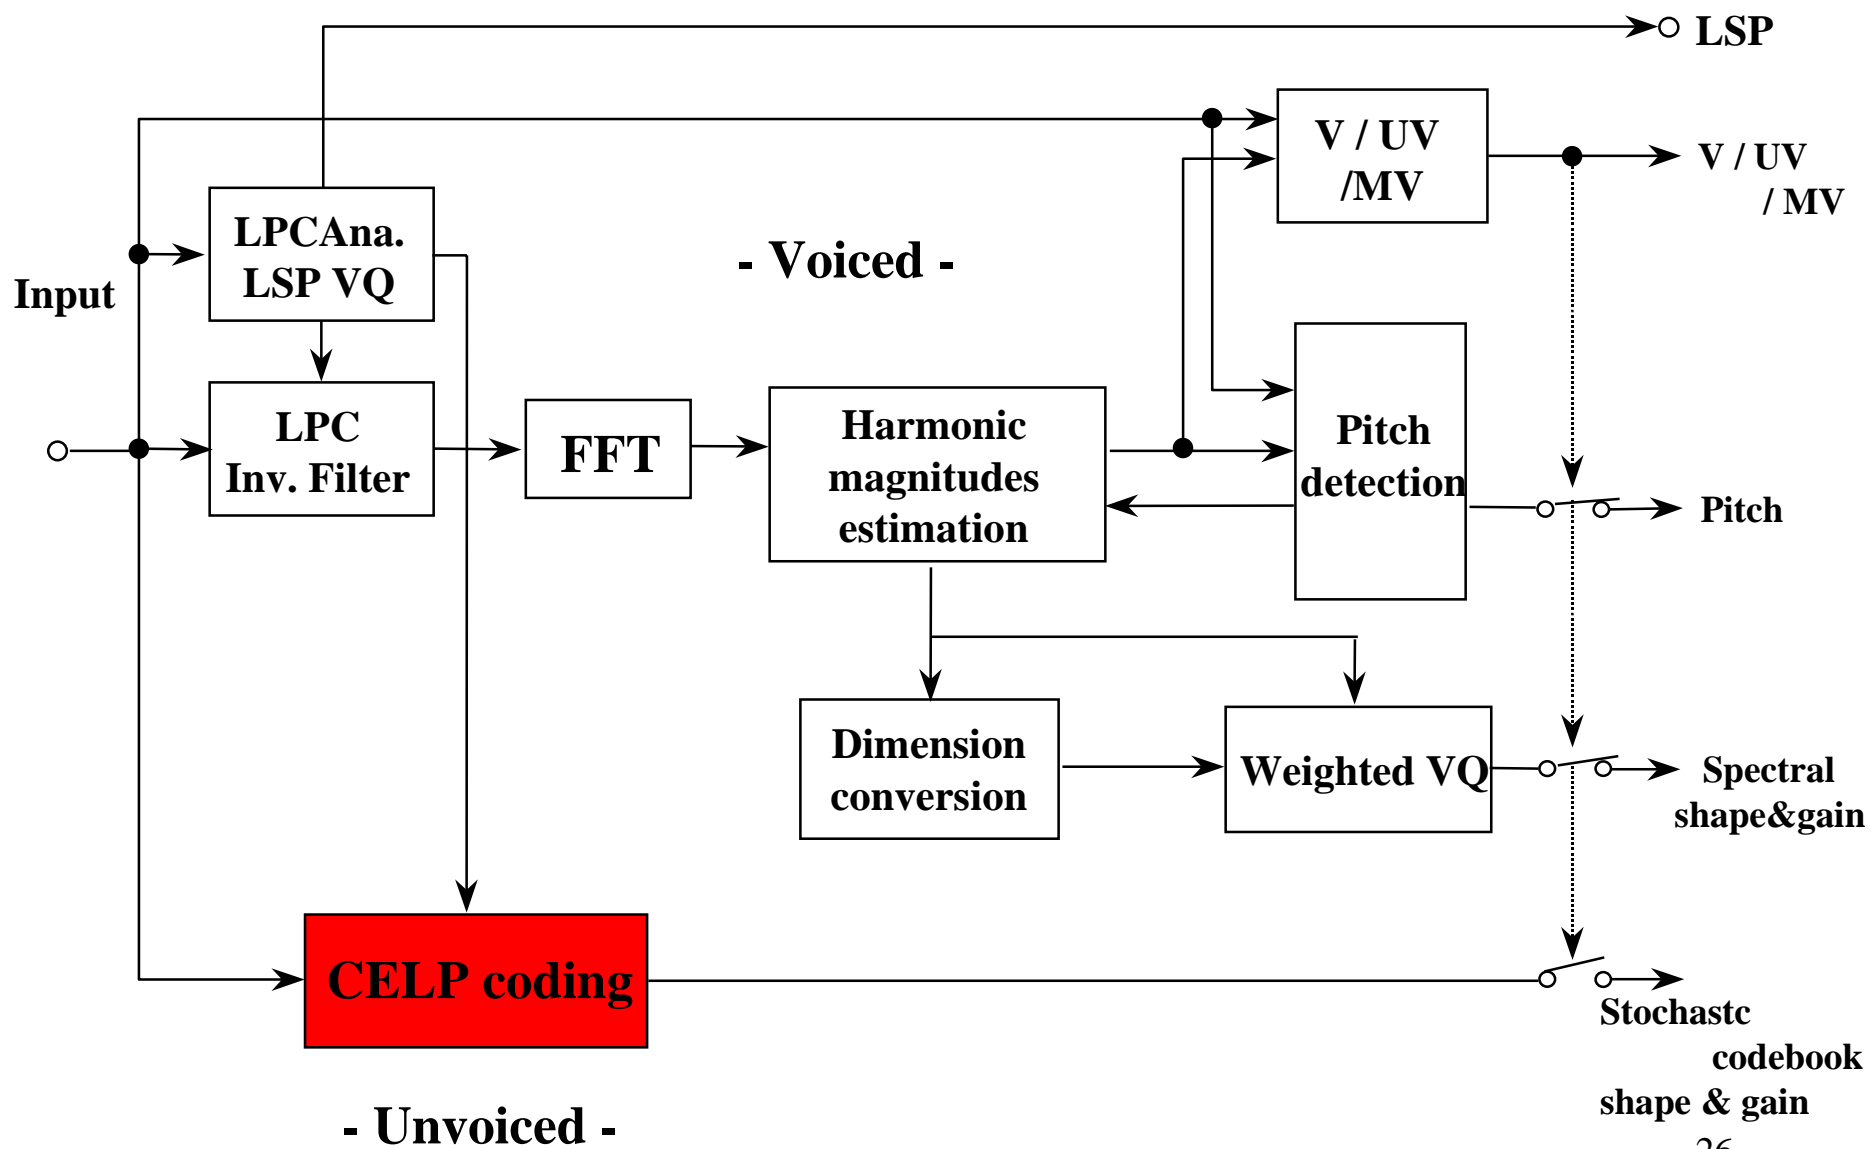 LSP
V / UV
/MV
V / UV
/ MV
LPCAna.
LSP VQ
- Voiced -
Input
LPC
Inv. Filter
FFT
Harmonic
magnitudes
estimation
Pitch
detection
Pitch
Dimension
conversion
Weighted VQ
Spectral
shape&gain
CELP coding
Stochastc
codebook
shape & gain
- Unvoiced -